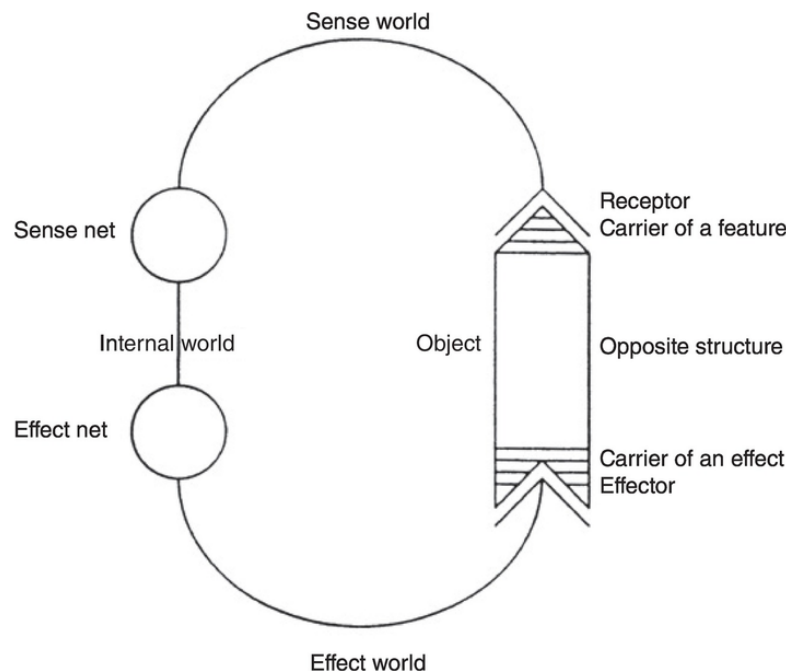 Sense world
Receptor
Sense net
Carrier of a feature
Internal world
Object
Opposite structure
Effect net
Carrier of an effect
Effector
Effect world